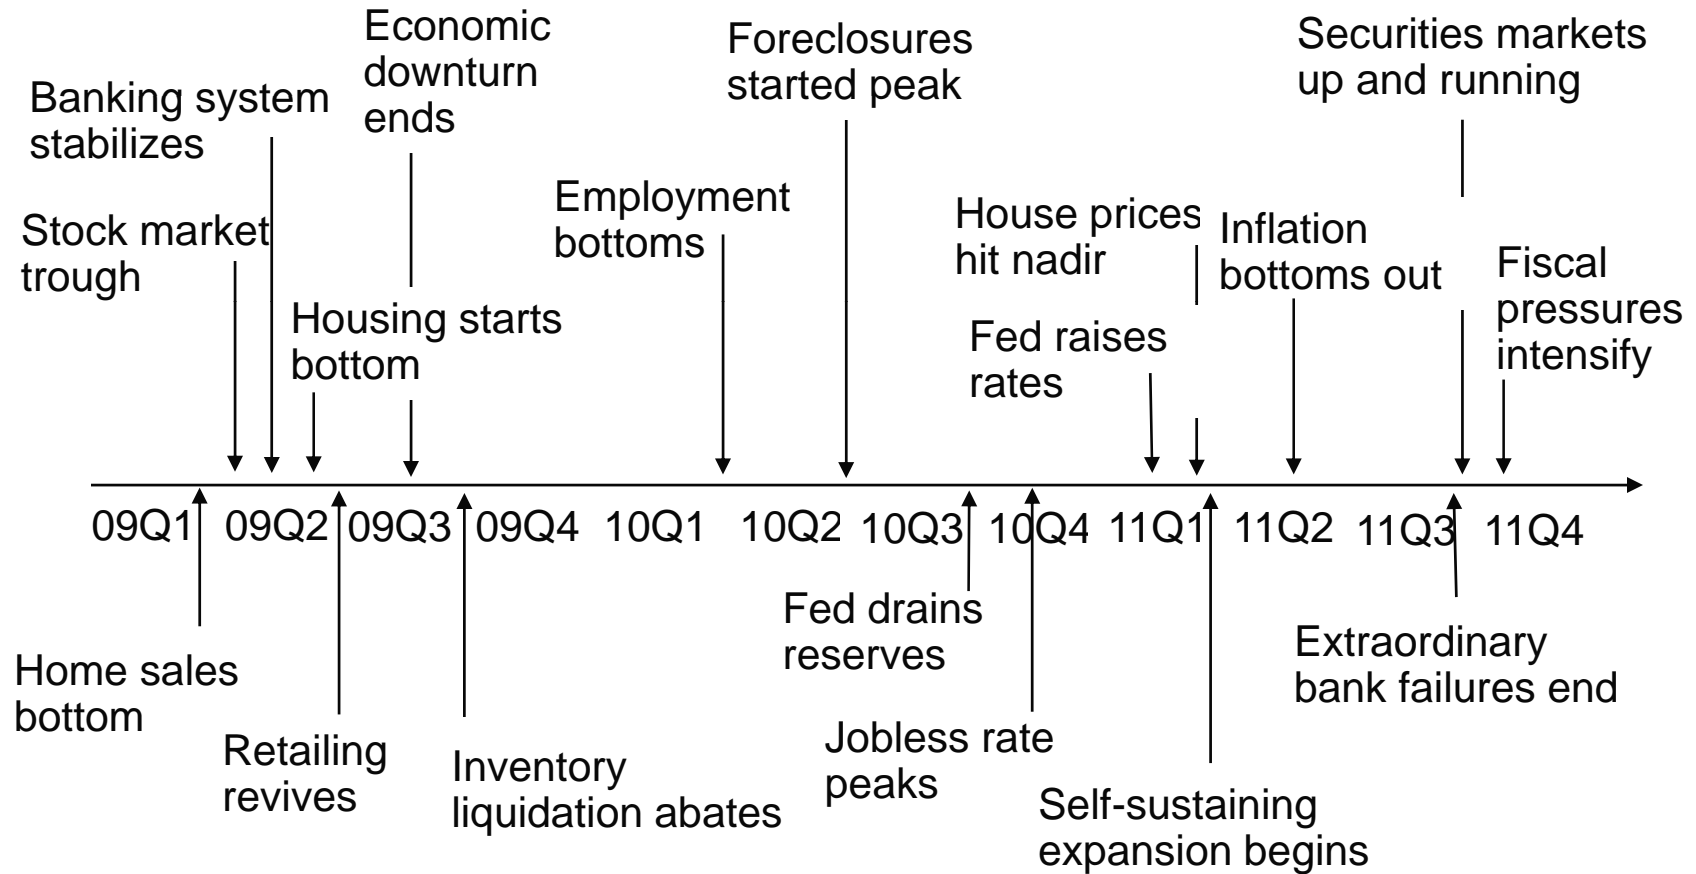 Economic
downturn
ends
Foreclosures
started peak
Securities markets
up and running
Banking system
stabilizes
Employment
bottoms
House prices
hit nadir
Inflation
bottoms out
Stock market
trough
Fiscal
pressures
intensify
Housing starts
bottom
Fed raises
rates
09Q1 09Q2 09Q3 09Q4 10Q1 10Q2 10Q3 10Q4 11Q1 11Q2 11Q3 11Q4
Fed drains
reserves
Home sales
bottom
Extraordinary
bank failures end
Retailing
revives
Inventory
liquidation abates
Jobless rate
peaks
Self-sustaining
expansion begins